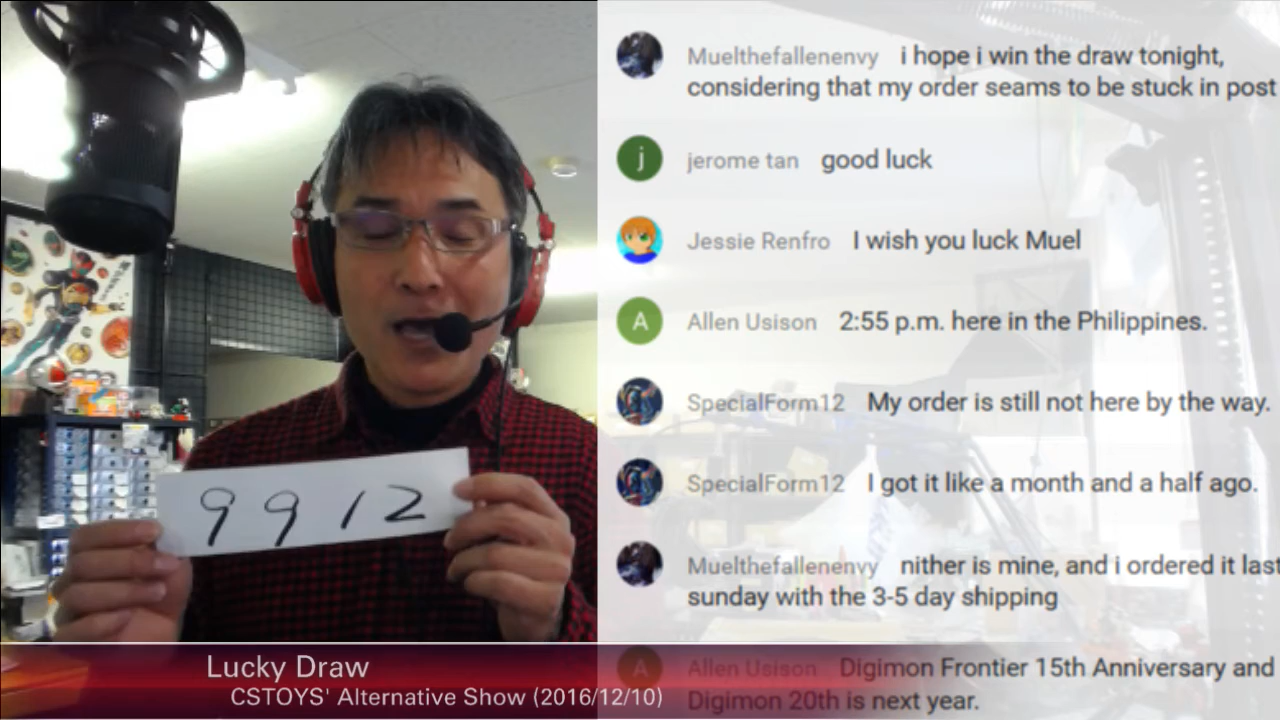 9912
Muelthefallenenvy i hope i win the draw tonight,
considering that my order seams to be stuck in post
j jerome tan good luck
Jessie Renfro I wish you luck Muel
A Allen Usison 2:55 p.m. here in the Philippines.
SpecialForm12 My order is still not here by the way.
SpecialForm12 I got it like a month and a half ago.
Muelthefallenenvy nither is mine, and i ordered it last
sunday with the 3-5 day shipping
A Allen Usison Digimon Frontier 15th Anniversary and
Digimon 20th is next year.
Lucky Draw
CSTOYS' Alternative Show (2016/12/10)